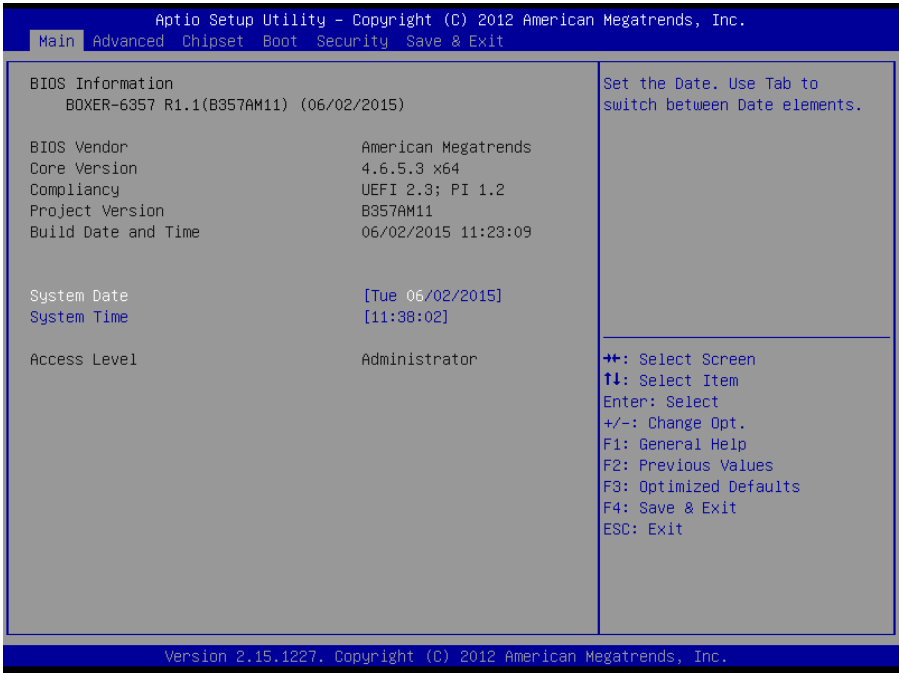 Aptio Setup Utility – Copyright (C) 2012 American Megatrends, Inc.
Main Advanced Chipset Boot Security Save & Exit
BIOS Information
BOXER-6357 R1.1(B357AM11) (06/02/2015)
BIOS Vendor American Megatrends
Core Version 4.6.5.3 x64
Compliancy UEFI 2.3; PI 1.2
Project Version B357AM11
Build Date and Time 06/02/2015 11:23:09
System Date [Tue 06/02/2015]
System Time [11:38:02]
Access Level Administrator
Set the Date. Use Tab to
switch between Date elements.
→←: Select Screen
↑↓: Select Item
Enter: Select
+/-: Change Opt.
F1: General Help
F2: Previous Values
F3: Optimized Defaults
F4: Save & Exit
ESC: Exit
Version 2.15.1227. Copyright (C) 2012 American Megatrends, Inc.